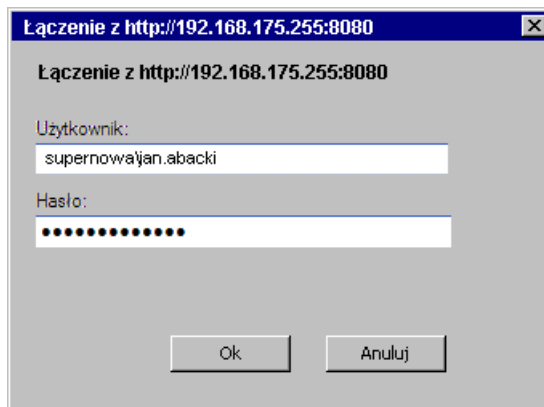 Łączenie z http://192.168.175.255:8080
Łączenie z http://192.168.175.255:8080
Użytkownik:
supernowa\jan.abacki
Hasło:
•••••••••••••
Ok
Anuluj